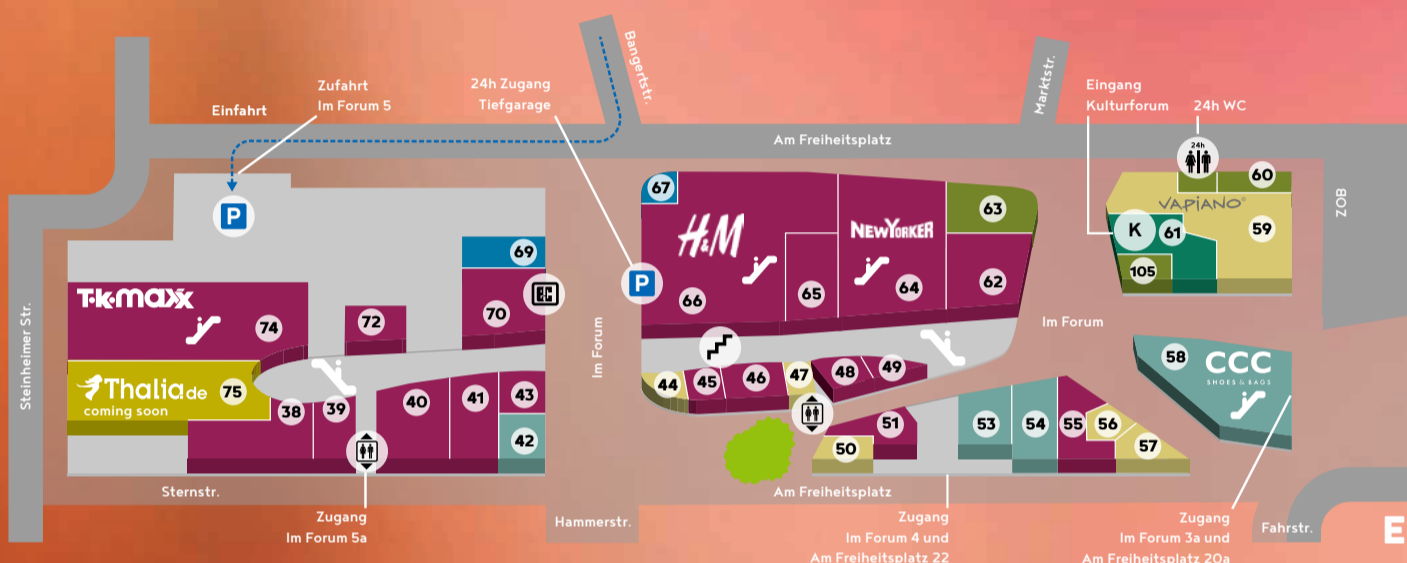 Bangertstr.
Marktstr.
Zufahrt
Im Forum 5
24h Zugang
Tiefgarage
Eingang
Kulturforum
24h WC
Einfahrt
Am Freiheitsplatz
24h
P
67
63
60
VAPIANO®
59
K
61
105
ZOB
H&M
NEWYORKER
69
EC
P
66
65
64
62
T·K·maxx
74
72
70
Im Forum
Im Forum
Steinheimer Str.
Thalia.de
coming soon
75
38
39
40
41
43
42
44
45
46
47
48
49
58
CCC
SHOES & BAGS
50
51
53
54
55
56
57
Sternstr.
Am Freiheitsplatz
Zugang
Im Forum 5a
Hammerstr.
Zugang
Im Forum 4 und
Am Freiheitsplatz 22
Zugang
Im Forum 3a und
Am Freiheitsplatz 20a
Fahrstr.
E